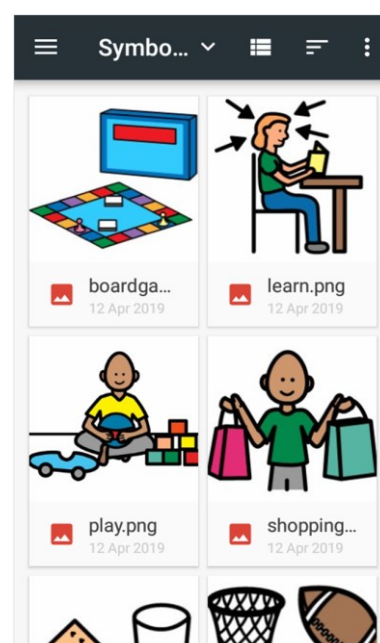 Symbo...
boardga...
12 Apr 2019
learn.png
12 Apr 2019
play.png
12 Apr 2019
shopping...
12 Apr 2019